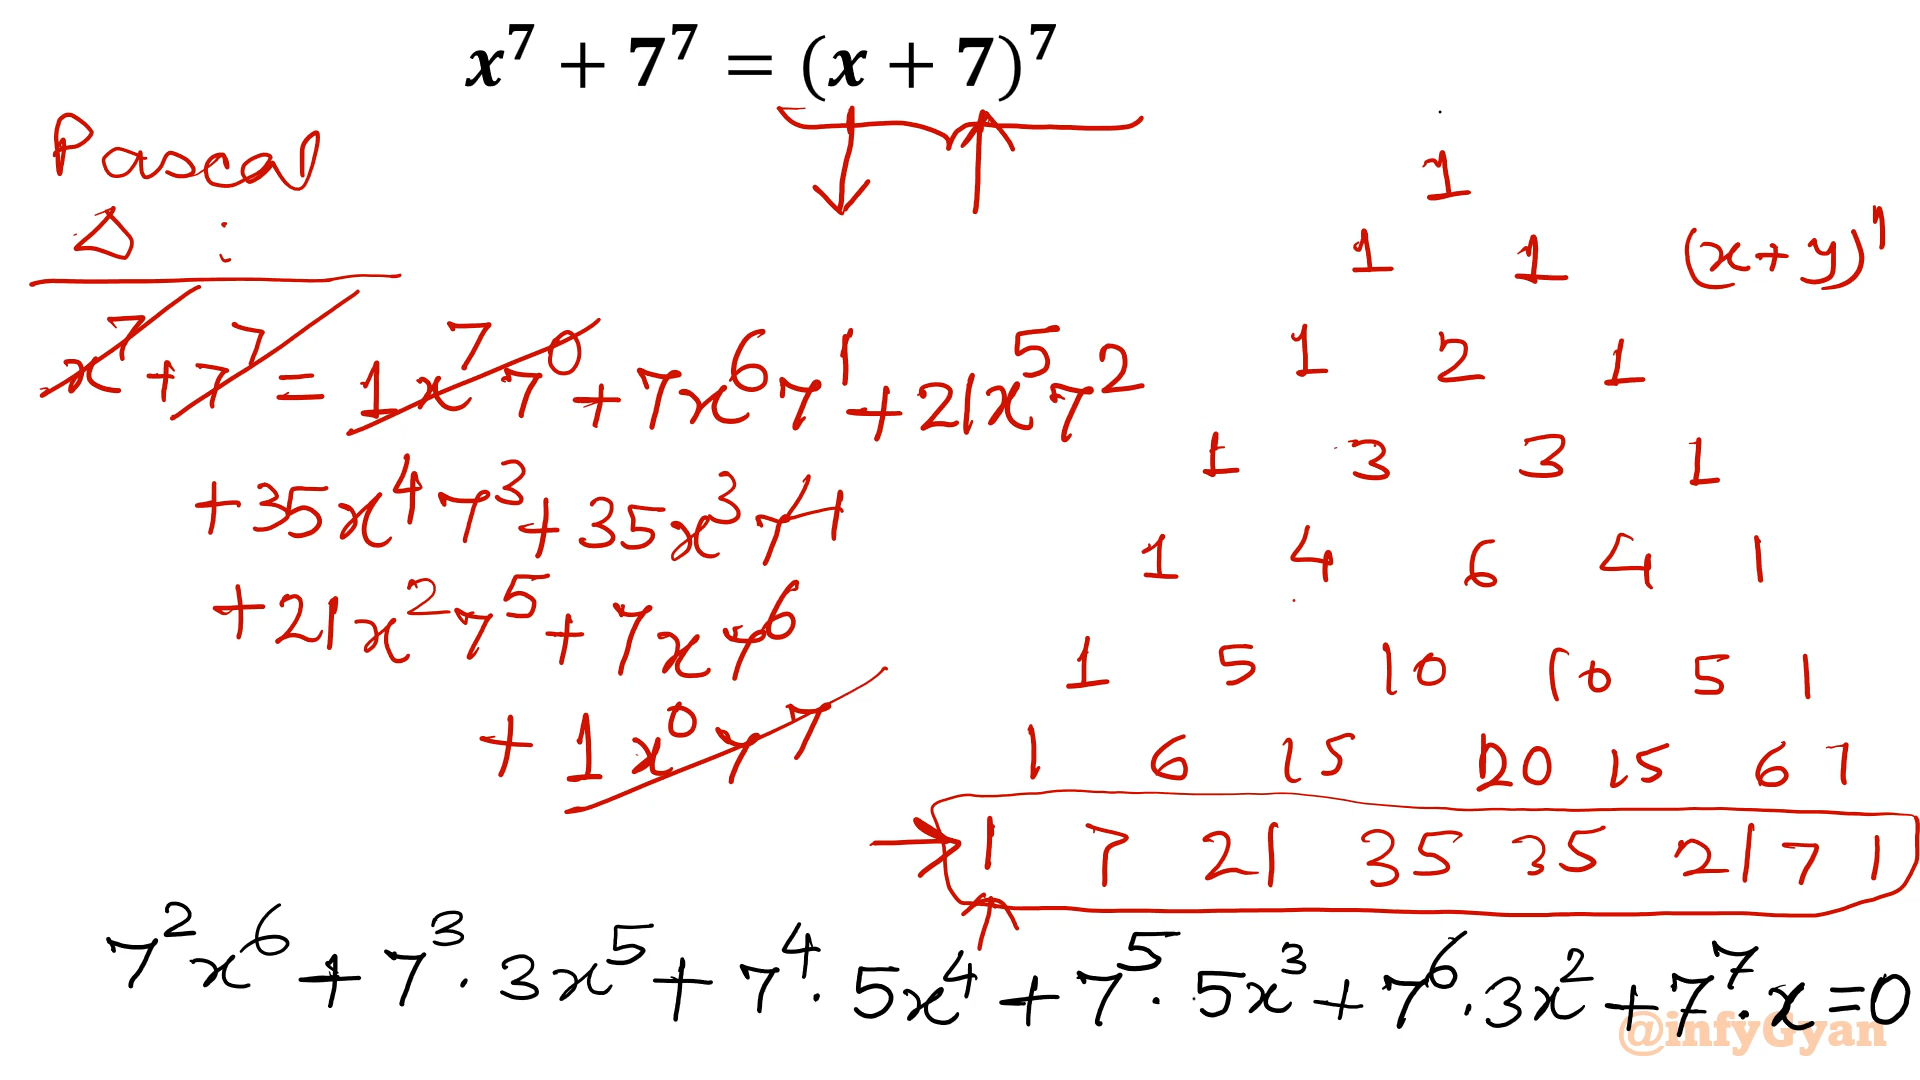 x⁷ + 7⁷ = (x + 7)⁷
Pascal
Δ :
x⁷ + 7⁷ = 1x⁷7⁰ + 7x⁶7¹ + 21x⁵7²
+ 35x⁴7³ + 35x³7⁴
+ 21x²7⁵ + 7x7⁶
+ 1x⁰7⁷
1
1 1 (x+y)¹
1 2 1
1 3 3 1
1 4 6 4 1
1 5 10 10 5 1
1 6 15 20 15 6 1
1 7 21 35 35 21 7 1
7²x⁶ + 7³·3x⁵ + 7⁴·5x⁴ + 7⁵·5x³ + 7⁶·3x² + 7⁷·x = 0
@infyGyan